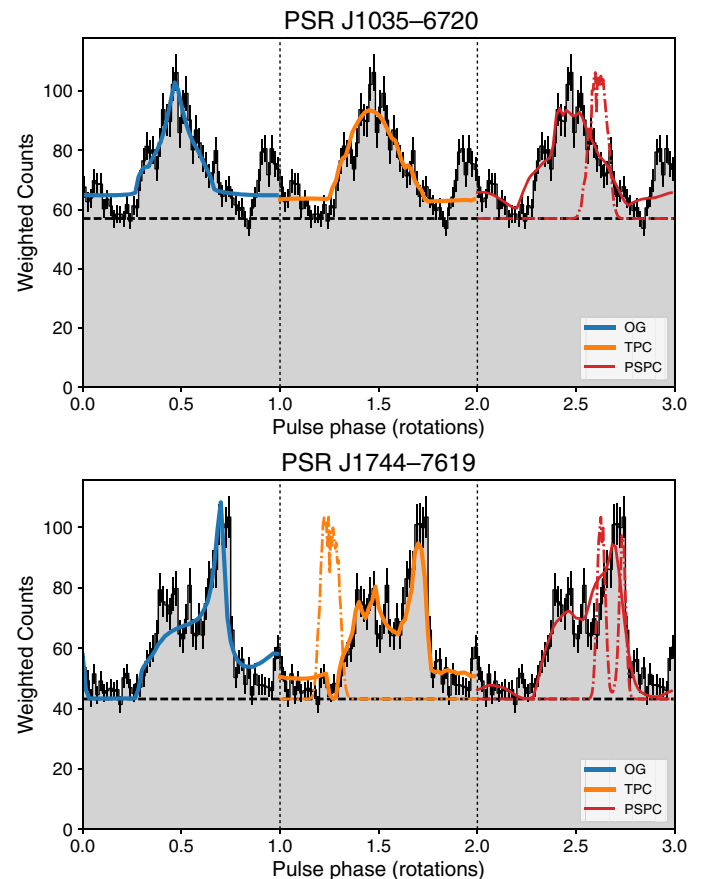 PSR J1035–6720
100
80
60
40
20
0
Weighted Counts
OG
TPC
PSPC
0.0 0.5 1.0 1.5 2.0 2.5 3.0
Pulse phase (rotations)
PSR J1744–7619
100
80
60
40
20
0
Weighted Counts
OG
TPC
PSPC
0.0 0.5 1.0 1.5 2.0 2.5 3.0
Pulse phase (rotations)